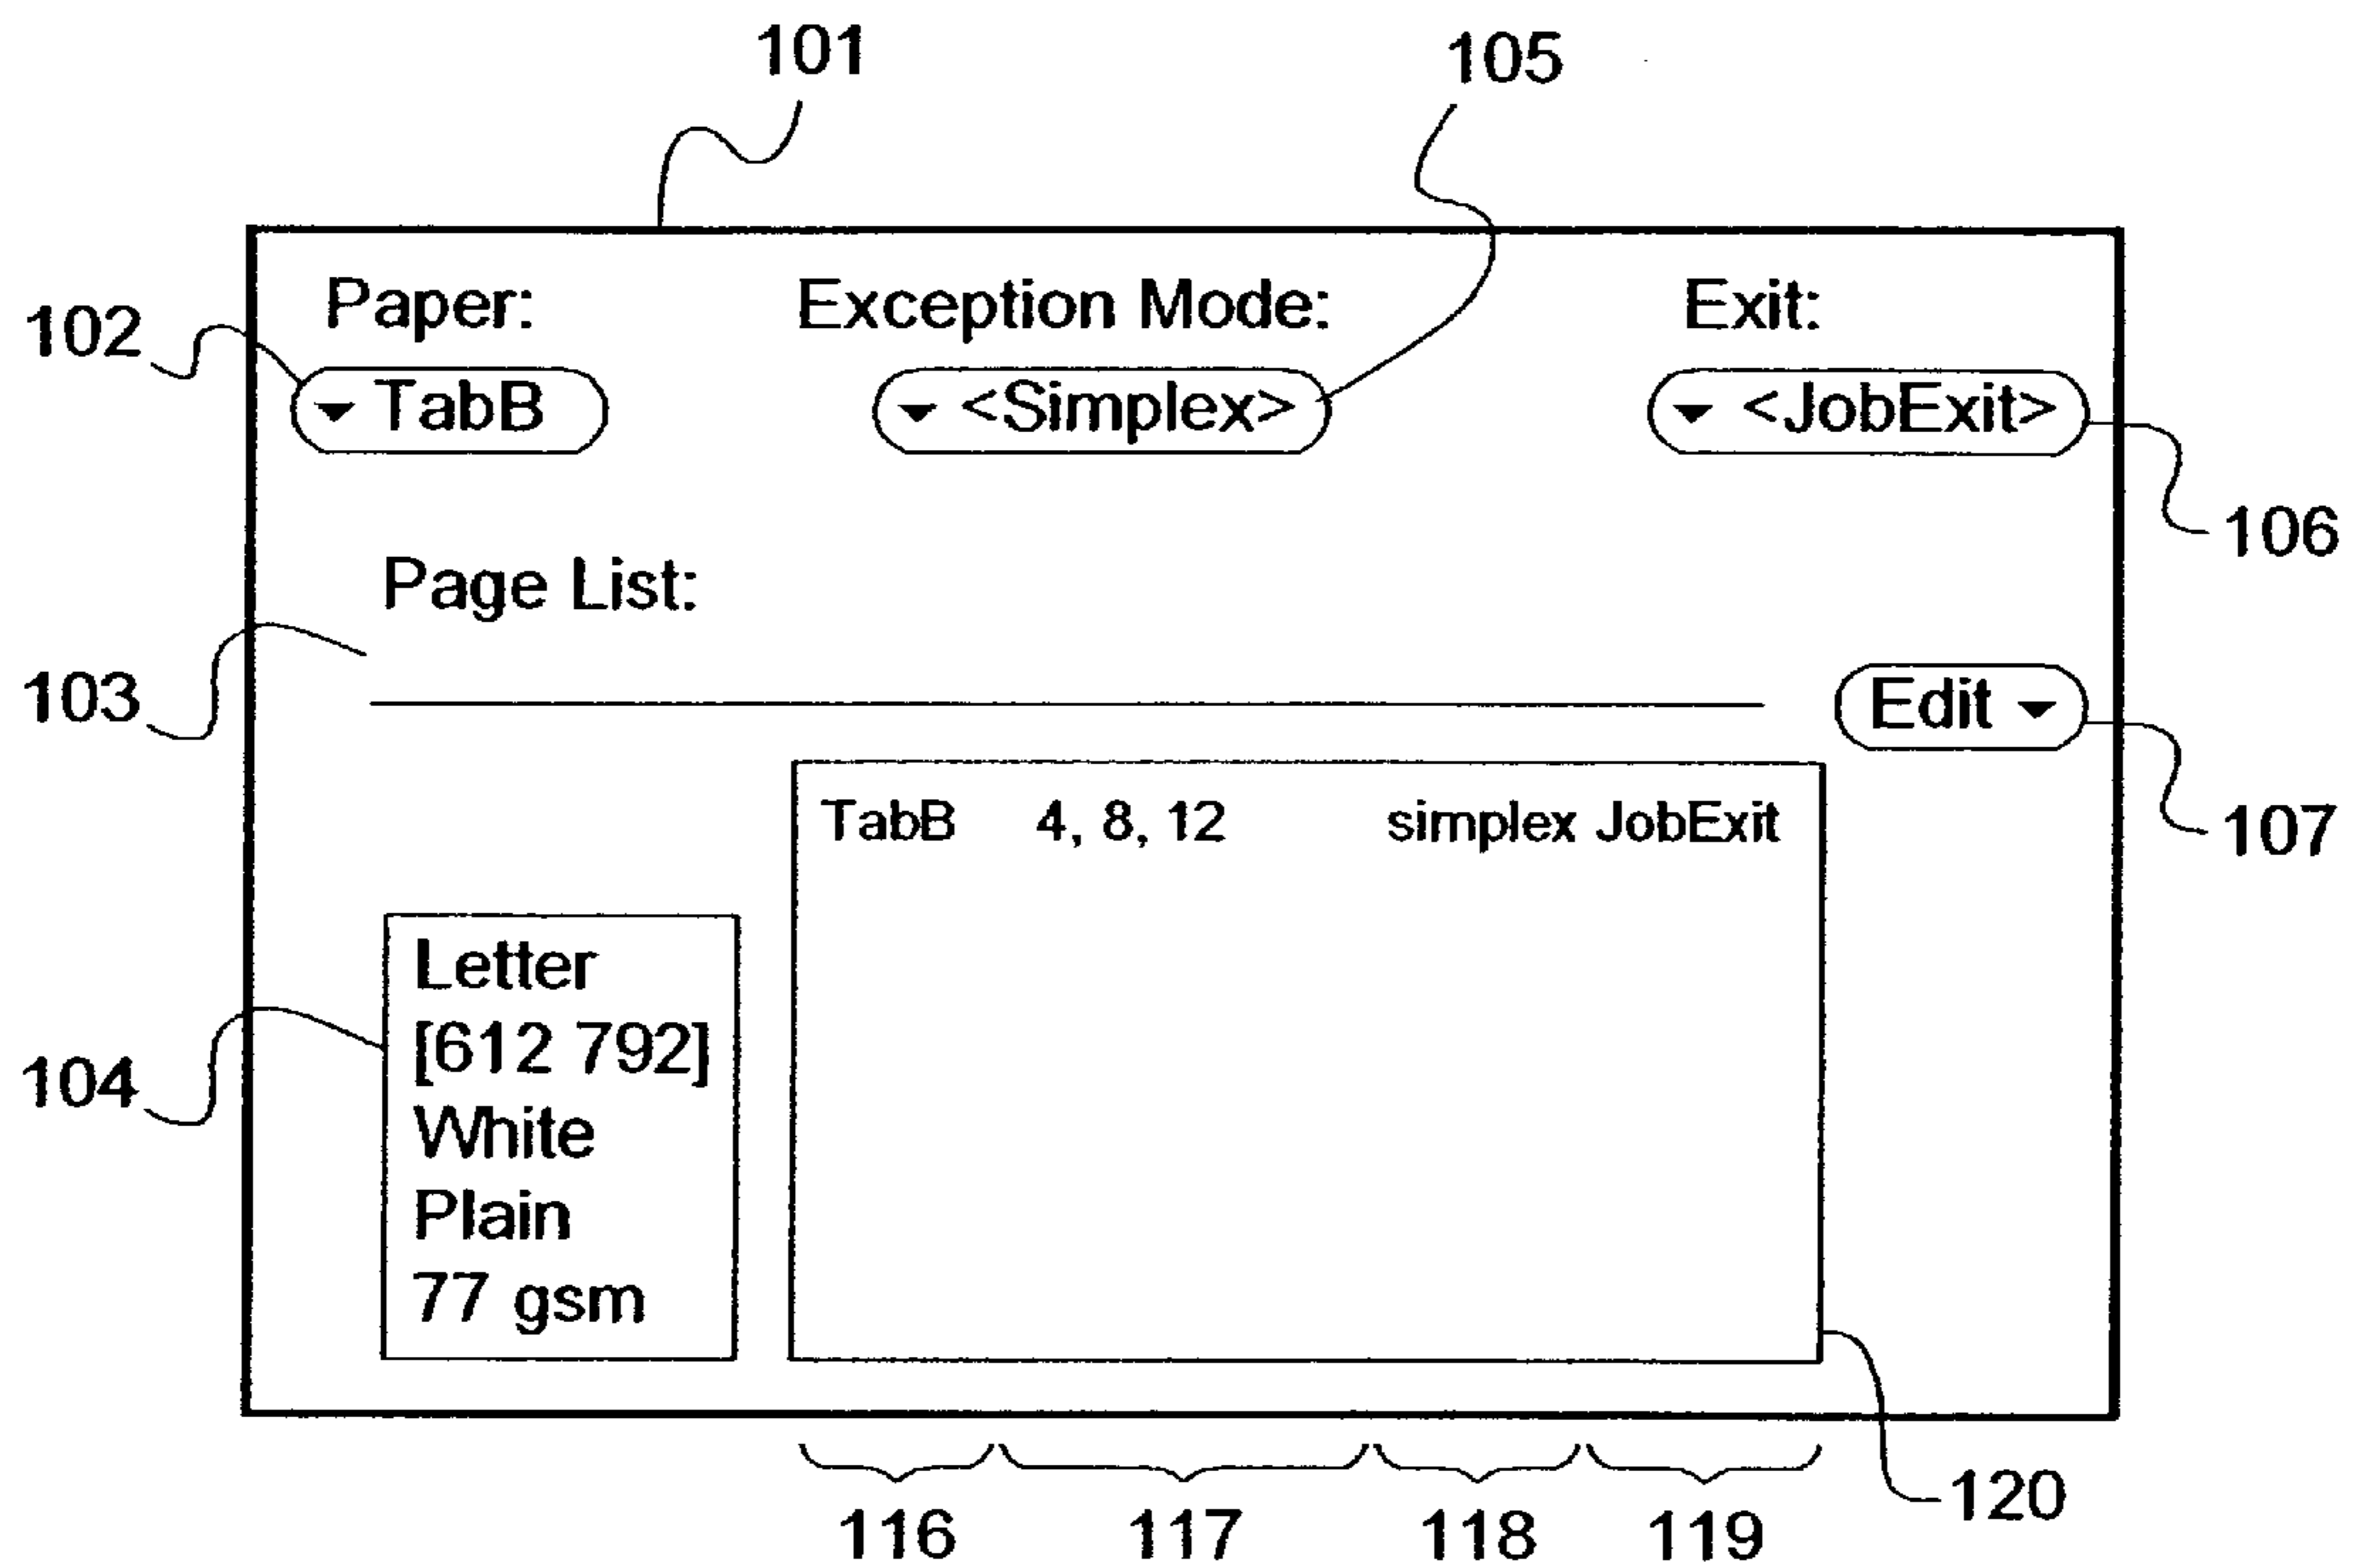 101
105
Paper:
Exception Mode:
Exit:
102
TabB
<Simplex>
<JobExit>
106
Page List:
103
Edit
107
TabB 4, 8, 12 simplex JobExit
104
Letter
[612 792]
White
Plain
77 gsm
116
117
118
119
120